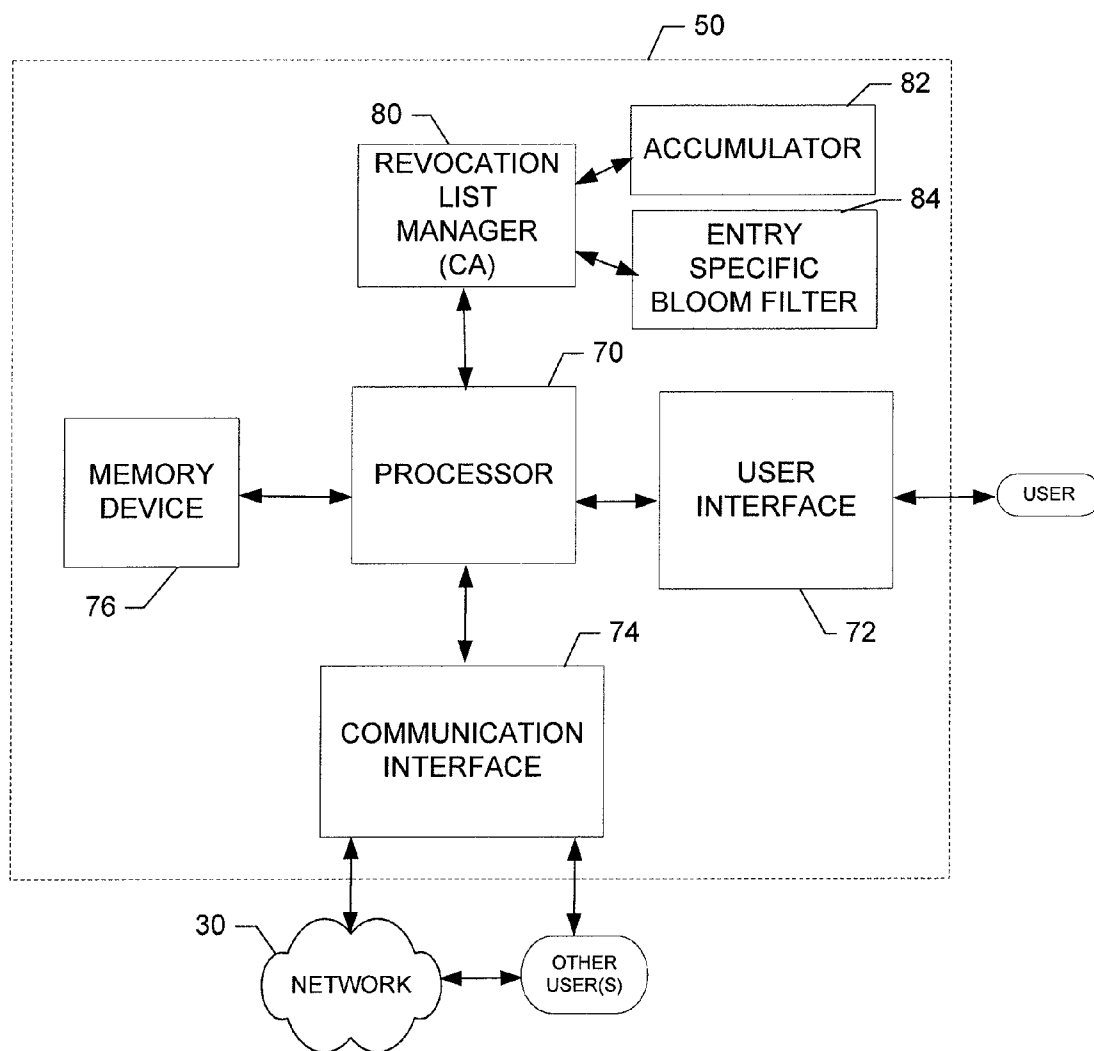 50
82
80
ACCUMULATOR
REVOCATION
LIST
MANAGER
(CA)
84
ENTRY
SPECIFIC
BLOOM FILTER
70
MEMORY
DEVICE
PROCESSOR
USER
INTERFACE
USER
76
72
74
COMMUNICATION
INTERFACE
30
NETWORK
OTHER
USER(S)